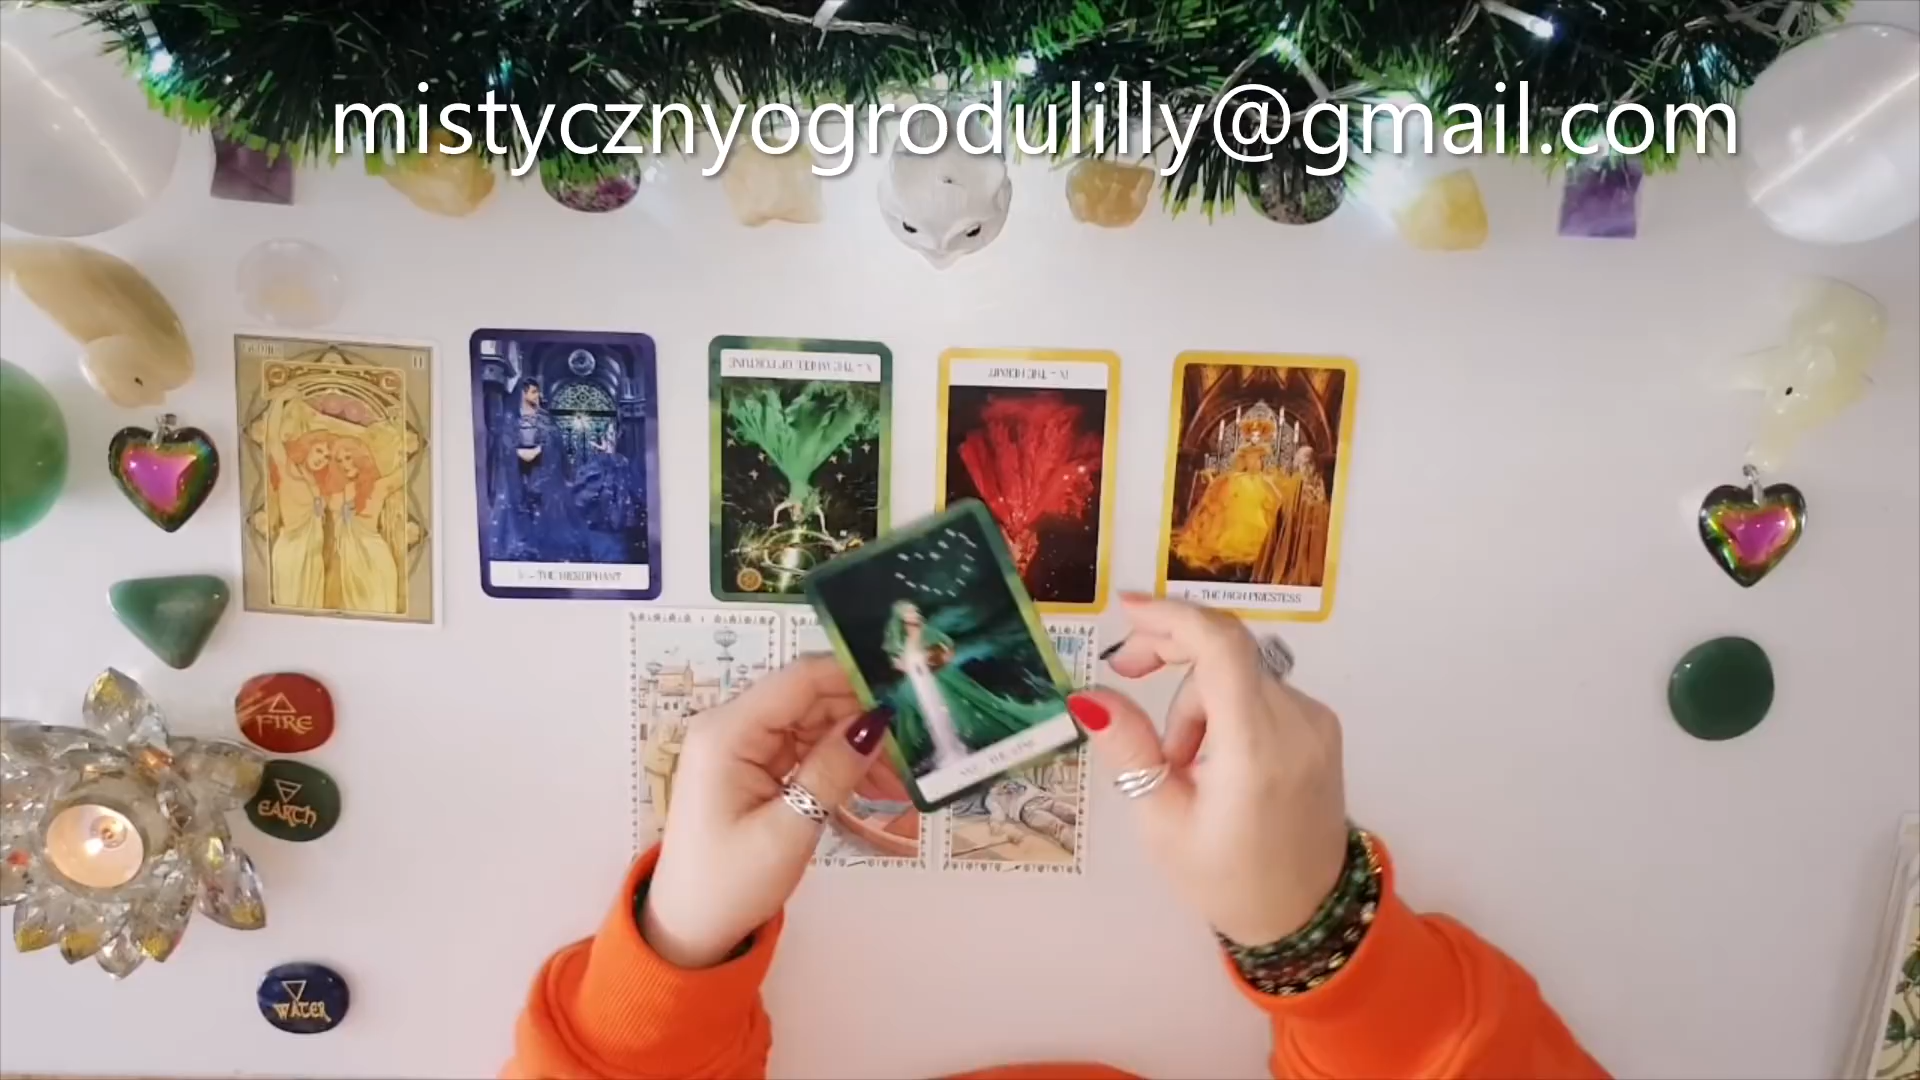 mistycznyogrodulilly@gmail.com
X - THE WHEEL OF FORTUNE
IX - THE HERMIT
V - THE HIEROPHANT
II - THE HIGH PRIESTESS
II
FIRE
EARTH
WATER